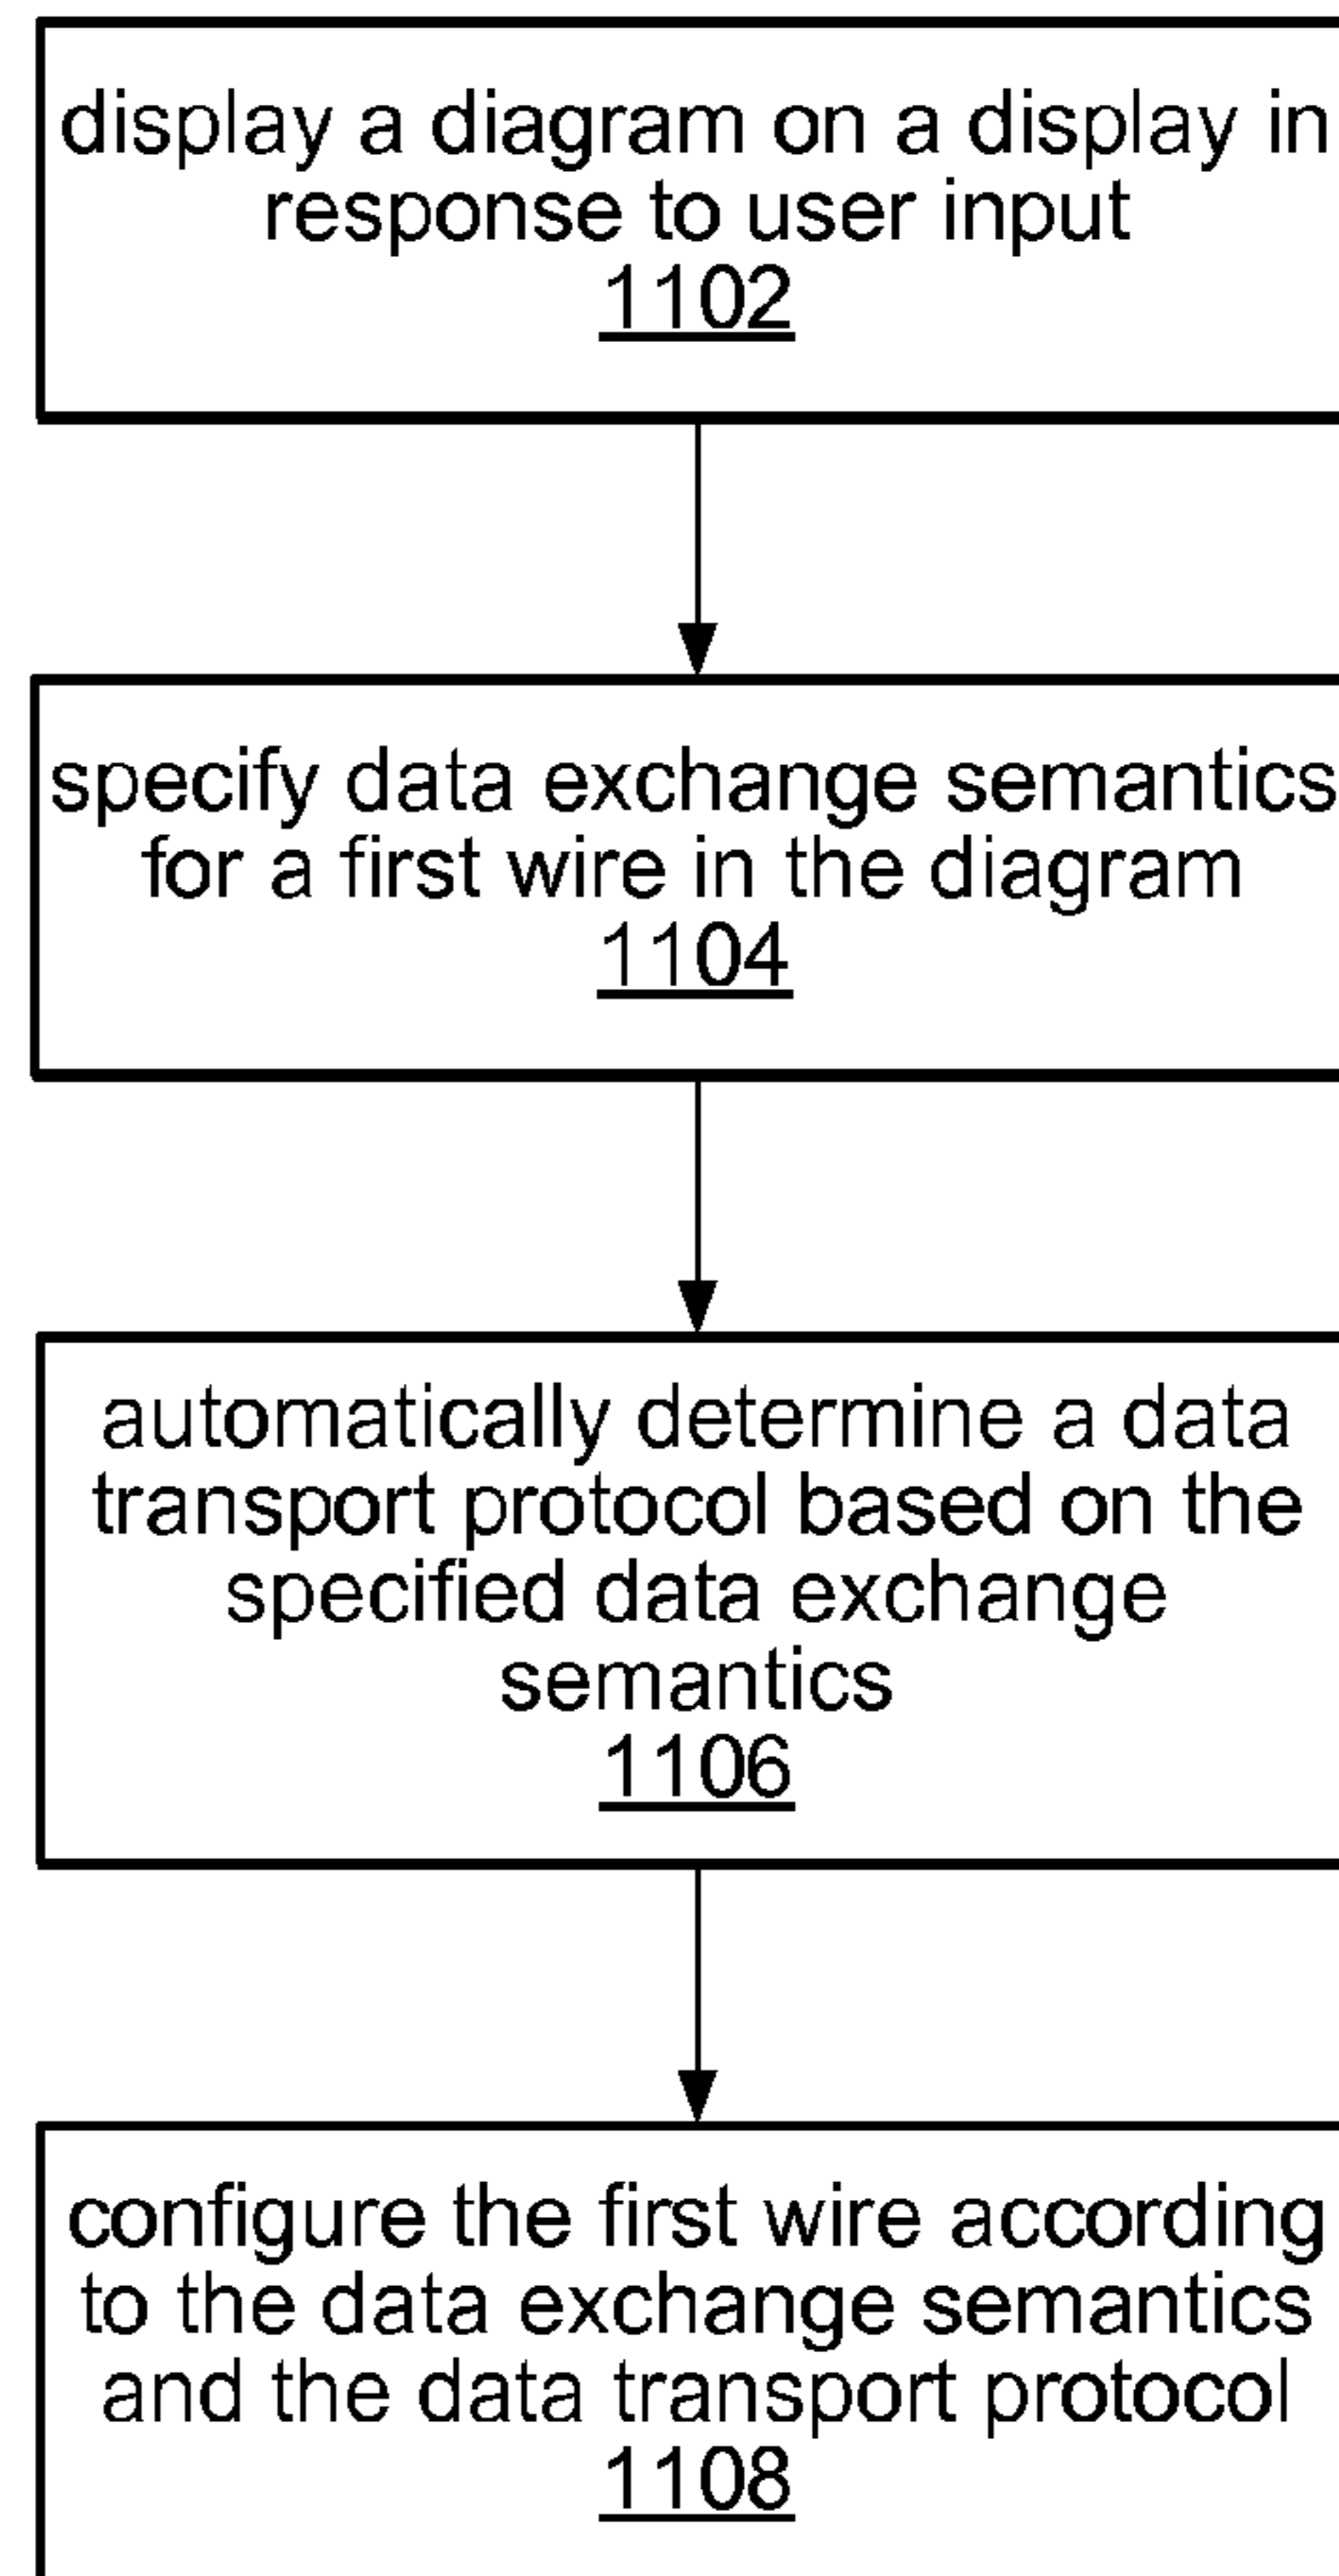 display a diagram on a display in
response to user input
1102
specify data exchange semantics
for a first wire in the diagram
1104
automatically determine a data
transport protocol based on the
specified data exchange
semantics
1106
configure the first wire according
to the data exchange semantics
and the data transport protocol
1108